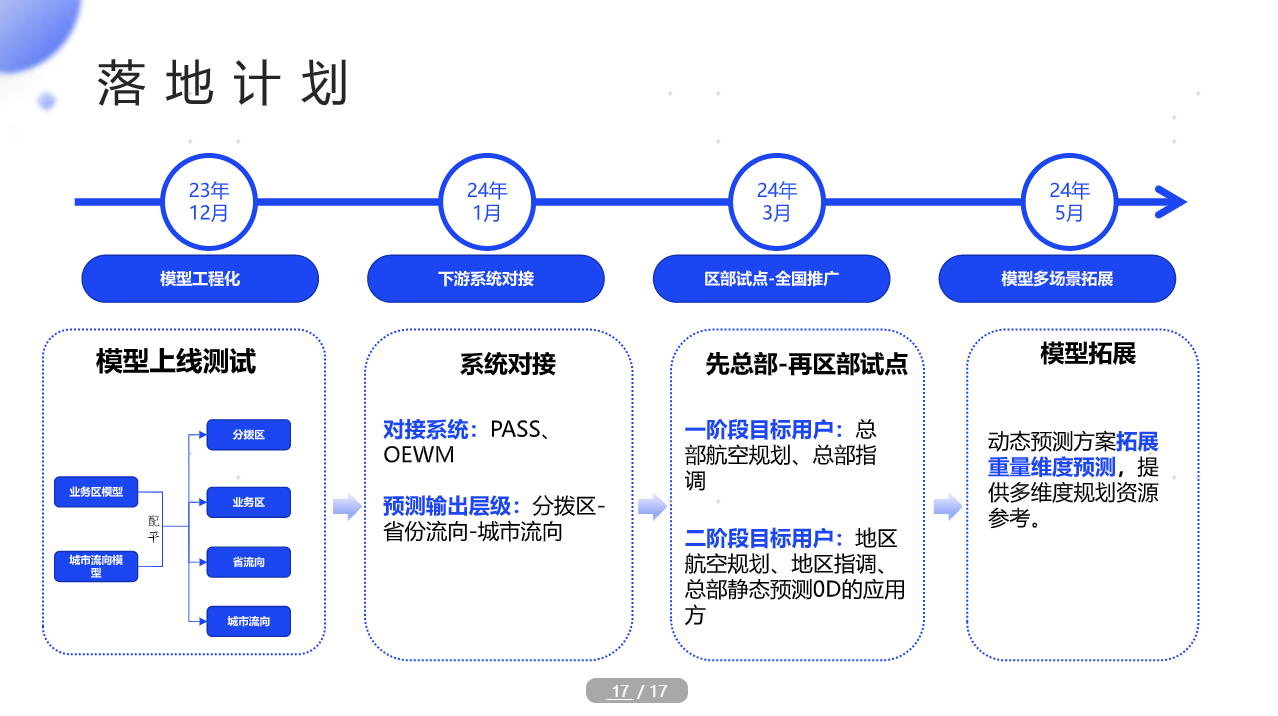 落地计划
23年
12月
24年
1月
24年
3月
24年
5月
模型工程化
下游系统对接
区部试点-全国推广
模型多场景拓展
模型上线测试
业务区模型
城市流向模
型
配
平
分拨区
业务区
省流向
城市流向
系统对接
对接系统：PASS、
OEWM
预测输出层级：分拨区-
省份流向-城市流向
先总部-再区部试点
一阶段目标用户：总
部航空规划、总部指
调
二阶段目标用户：地区
航空规划、地区指调、
总部静态预测0D的应用
方
模型拓展
动态预测方案拓展
重量维度预测，提
供多维度规划资源
参考。
17 / 17